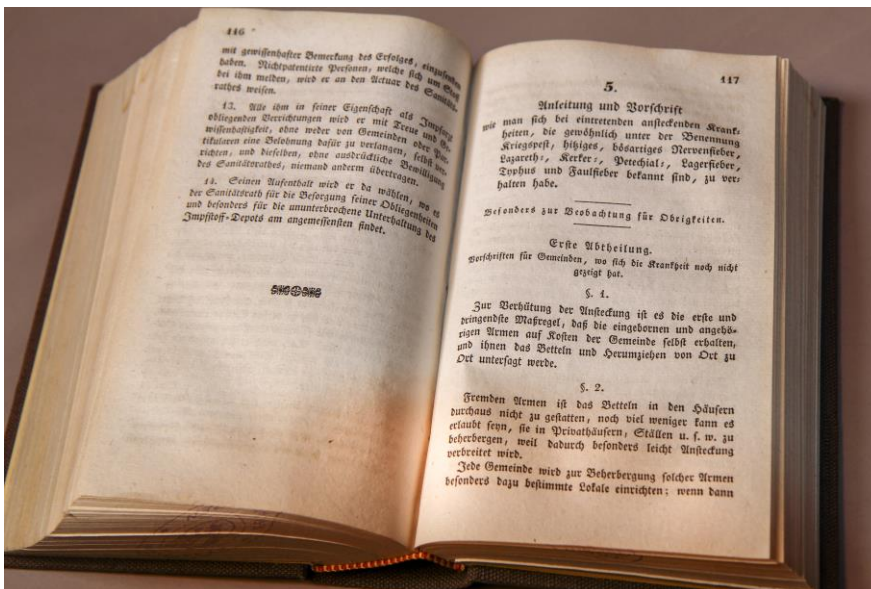 116
mit gewissenhafter Bemerkung des Erfolges, einzusenden
haben. Nichtpatentirte Personen, welche sich um Stoff
bei ihm melden, wird er an den Actuar des Sanitäts-
rathes weisen.
13. Alle ihm in seiner Eigenschaft als Impfarzt
obliegenden Verrichtungen wird er mit Treue und Ge-
wissenhaftigkeit, ohne weder von Gemeinden oder Par-
tikularen eine Belohnung dafür zu verlangen, selbst ver-
richten, und dieselben, ohne ausdrückliche Bewilligung
des Sanitätsrathes, niemand anderm übertragen.
14. Seinen Aufenthalt wird er da wählen, wo es
der Sanitätsrath für die Besorgung seiner Obliegenheiten
und besonders für die ununterbrochene Unterhaltung des
Impfstoff-Depots am angemessensten findet.
117
5.
Anleitung und Vorschrift
wie man sich bei eintretenden ansteckenden Krank-
heiten, die gewöhnlich unter der Benennung
Kriegspest, hitziges, bösartiges Nervenfieber,
Lazareth-, Kerker-, Petechial-, Lagerfieber,
Typhus und Faulfieber bekannt sind, zu ver-
halten habe.
Besonders zur Beobachtung für Obrigkeiten.
Erste Abtheilung.
Vorschriften für Gemeinden, wo sich die Krankheit noch nicht
gezeigt hat.
§. 1.
Zur Verhütung der Ansteckung ist es die erste und
dringendste Maßregel, daß die eingebornen und angehö-
rigen Armen auf Kosten der Gemeinde selbst erhalten,
und ihnen das Betteln und Herumziehen von Ort zu
Ort untersagt werde.
§. 2.
Fremden Armen ist das Betteln in den Häusern
durchaus nicht zu gestatten, noch viel weniger kann es
erlaubt seyn, sie in Privathäusern, Ställen u. s. w. zu
beherbergen, weil dadurch besonders leicht Ansteckung
verbreitet wird.
Jede Gemeinde wird zur Beherbergung solcher Armen
besonders dazu bestimmte Lokale einrichten; wenn dann